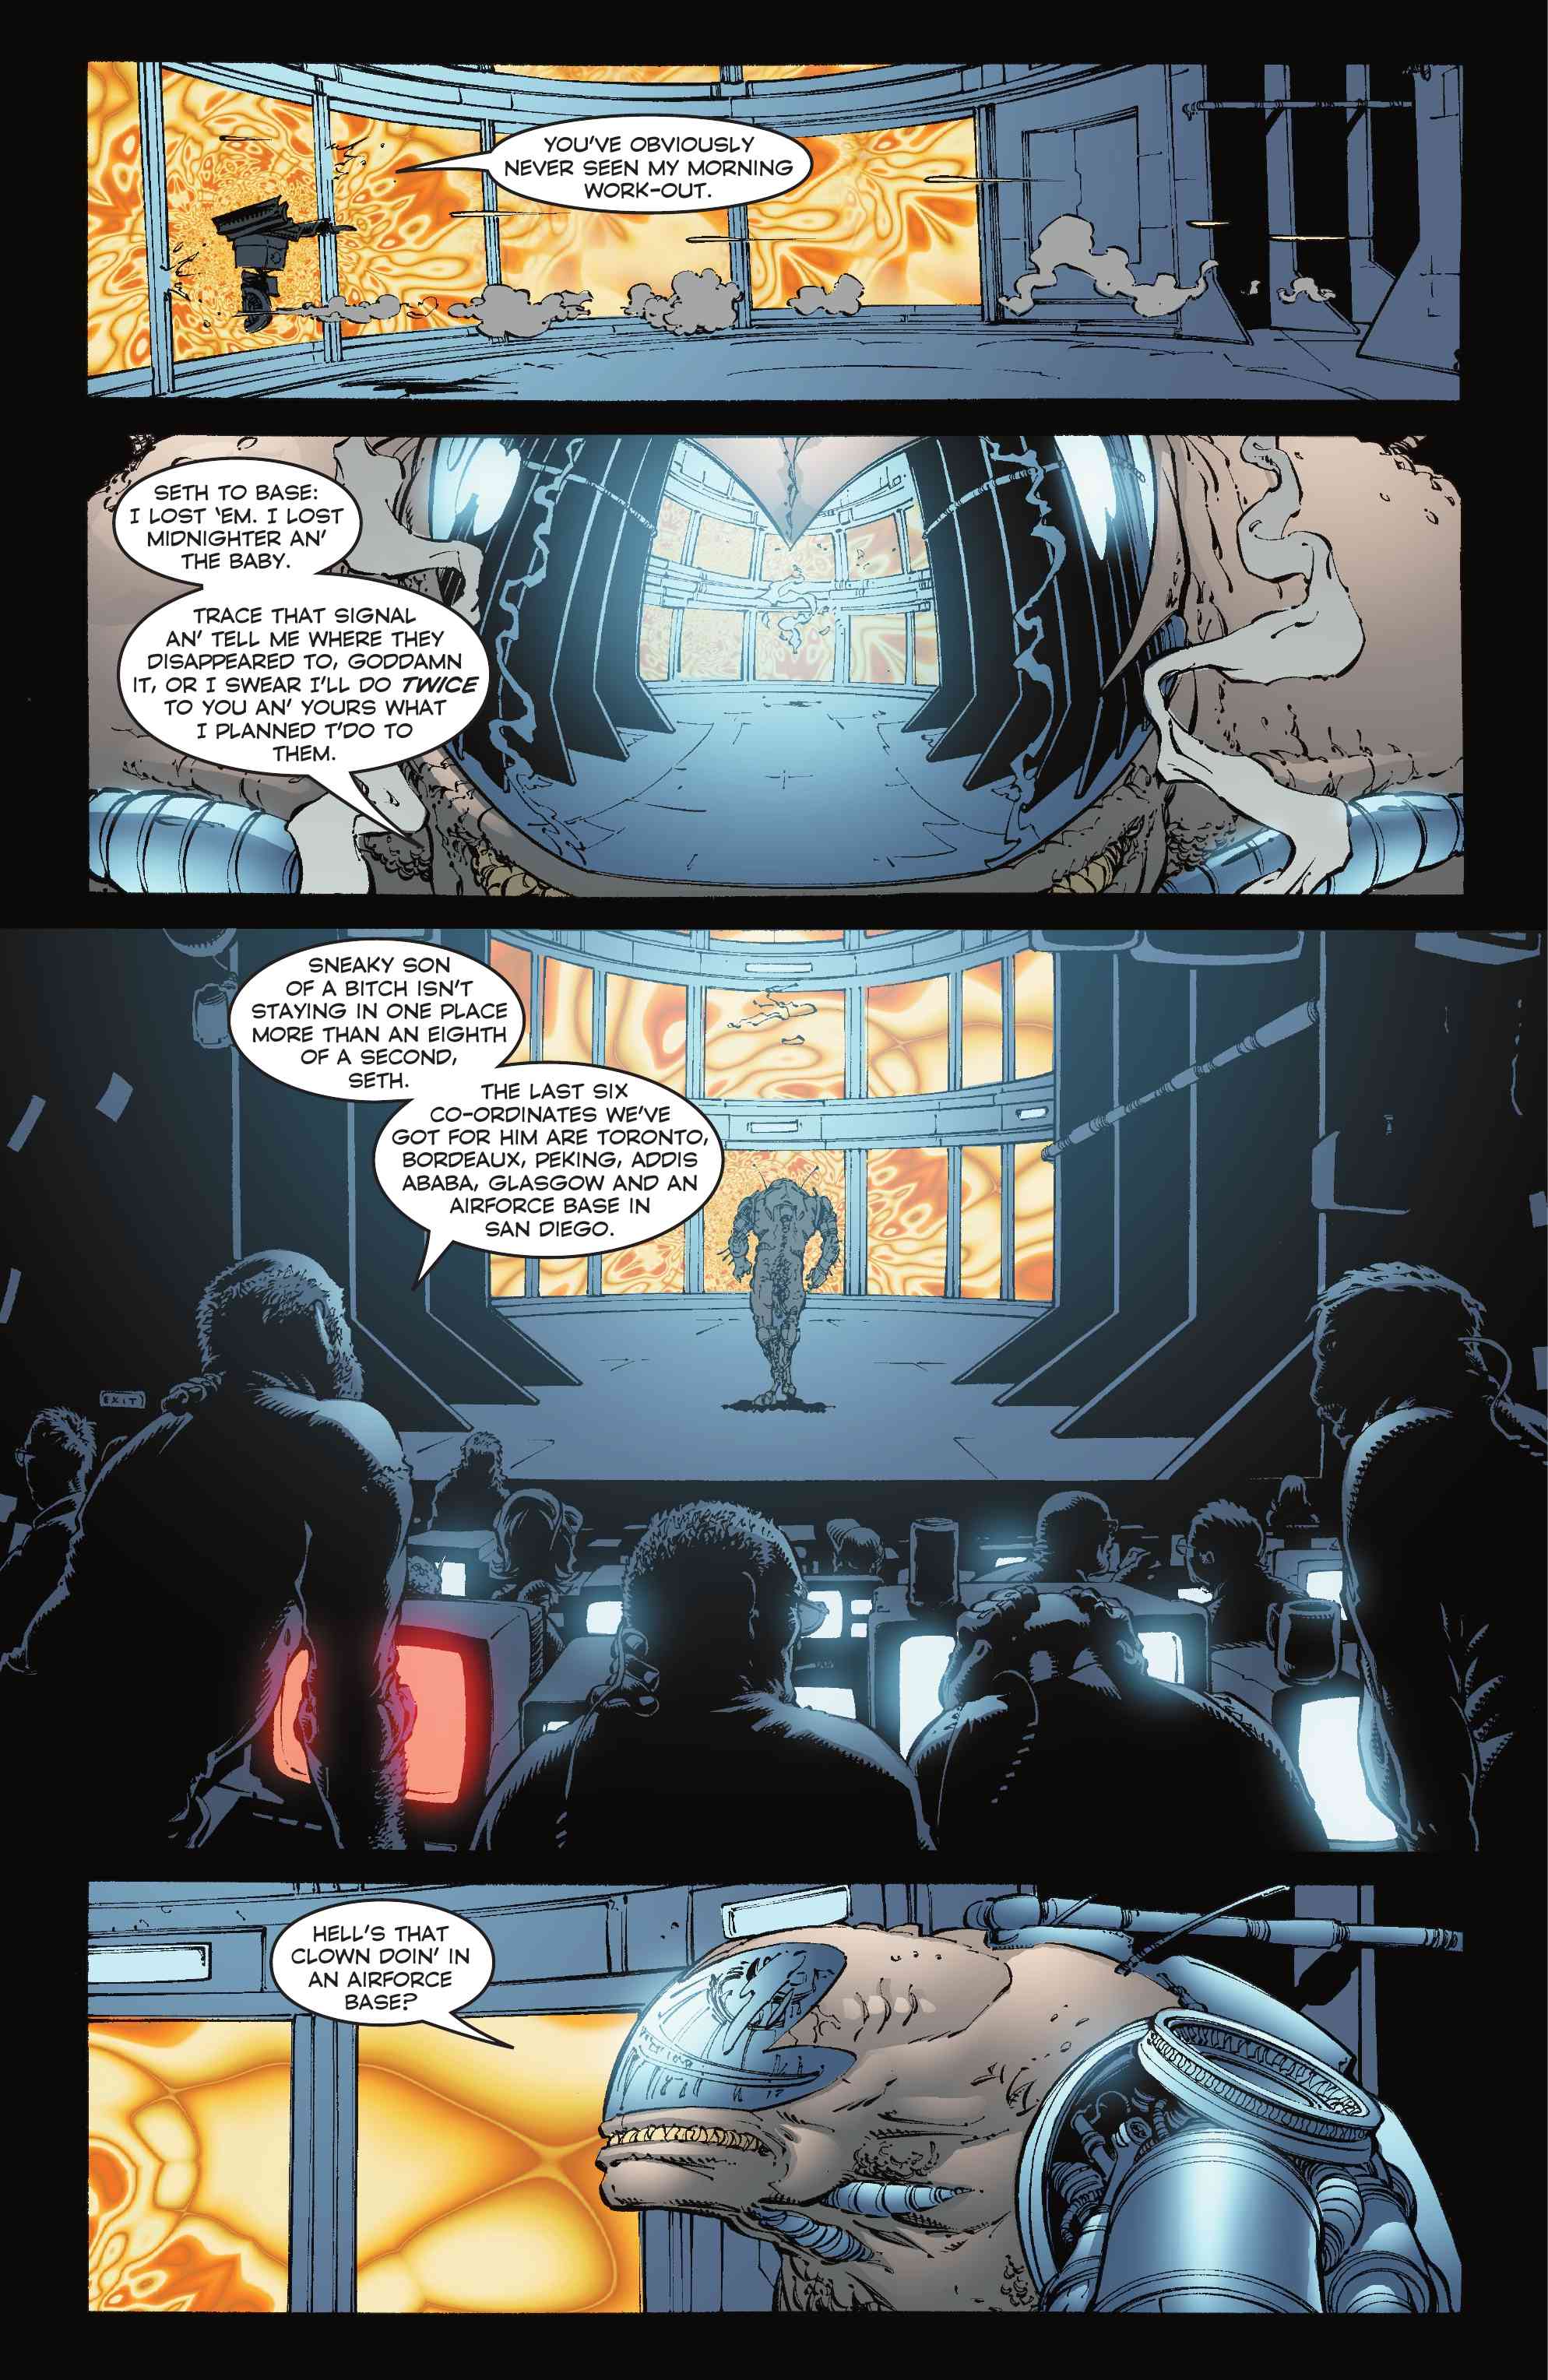 YOU'VE OBVIOUSLY
NEVER SEEN MY MORNING
WORK-OUT.
SETH TO BASE:
I LOST 'EM. I LOST
MIDNIGHTER AN'
THE BABY.
TRACE THAT SIGNAL
AN' TELL ME WHERE THEY
DISAPPEARED TO, GODDAMN
IT, OR I SWEAR I'LL DO TWICE
TO YOU AN' YOURS WHAT
I PLANNED T'DO TO
THEM.
SNEAKY SON
OF A BITCH ISN'T
STAYING IN ONE PLACE
MORE THAN AN EIGHTH
OF A SECOND,
SETH.
THE LAST SIX
CO-ORDINATES WE'VE
GOT FOR HIM ARE TORONTO,
BORDEAUX, PEKING, ADDIS
ABABA, GLASGOW AND AN
AIRFORCE BASE IN
SAN DIEGO.
EXIT
HELL'S THAT
CLOWN DOIN' IN
AN AIRFORCE
BASE?